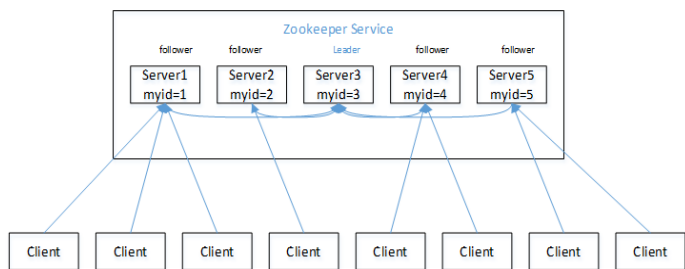 Zookeeper Service
follower follower Leader follower follower
Server1 Server2 Server3 Server4 Server5
myid=1 myid=2 myid=3 myid=4 myid=5
Client Client Client Client Client Client Client Client